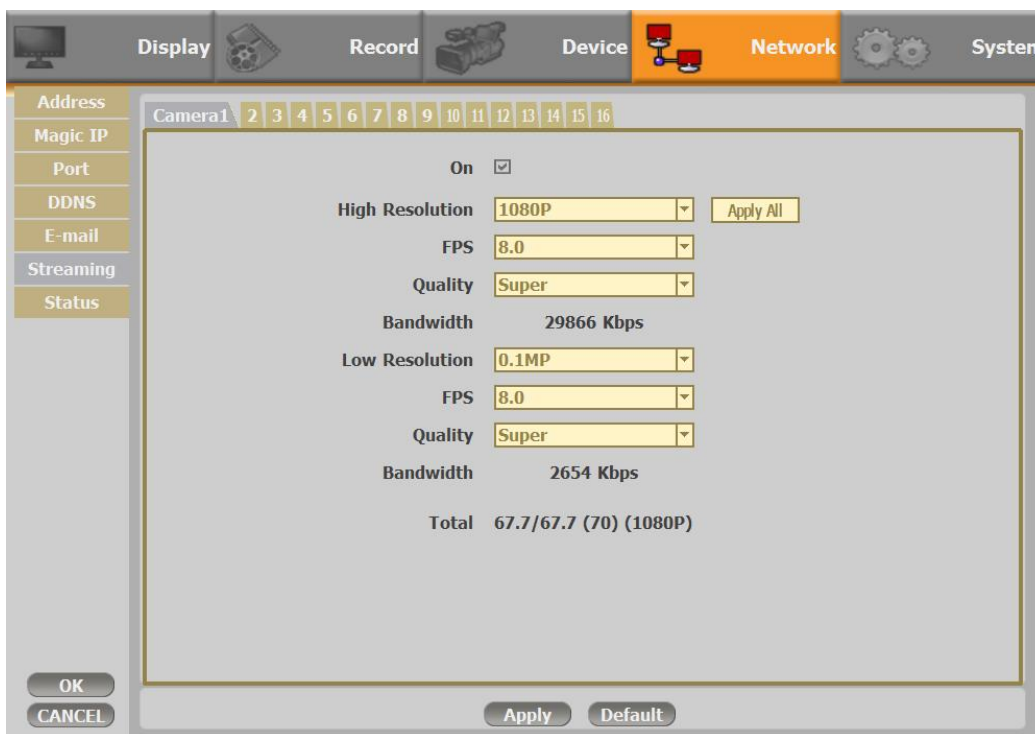 Display Record Device Network System
Address
Magic IP
Port
DDNS
E-mail
Streaming
Status
OK
CANCEL
Camera1 2 3 4 5 6 7 8 9 10 11 12 13 14 15 16
On
High Resolution 1080P Apply All
FPS 8.0
Quality Super
Bandwidth 29866 Kbps
Low Resolution 0.1MP
FPS 8.0
Quality Super
Bandwidth 2654 Kbps
Total 67.7/67.7 (70) (1080P)
Apply Default